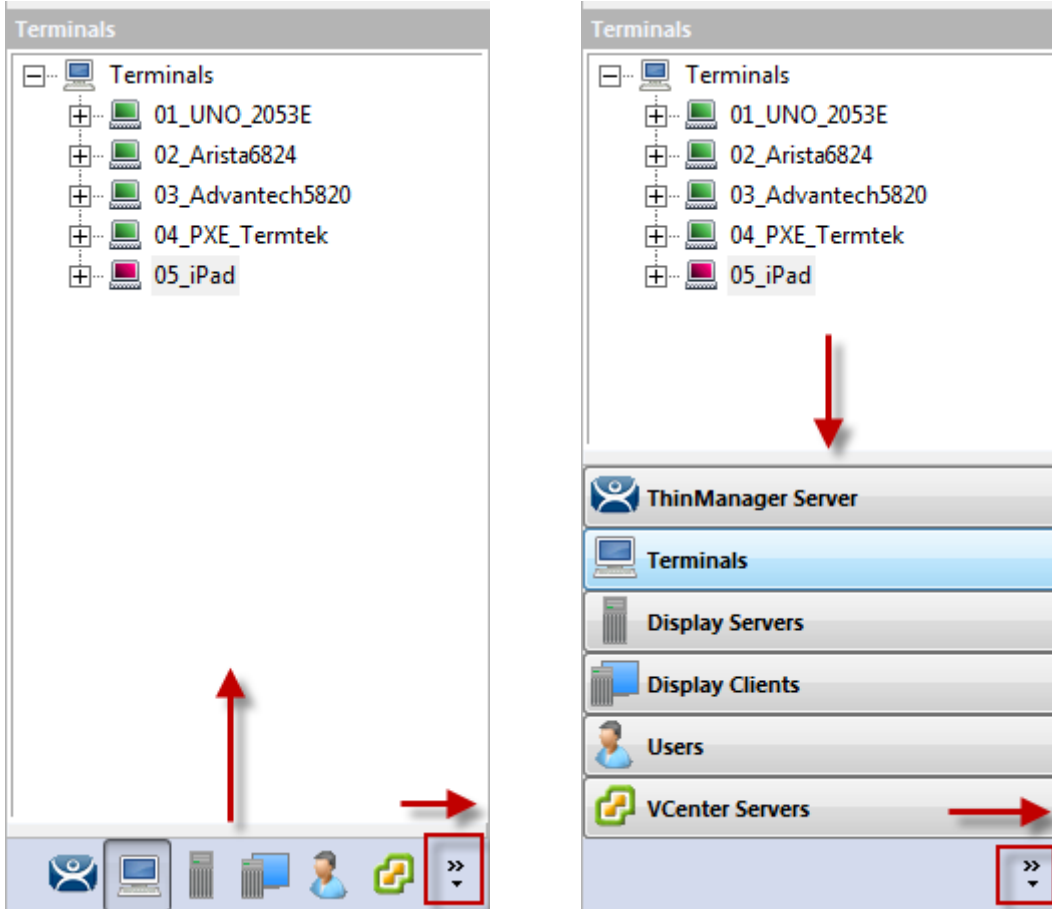 Terminals
Terminals
01_UNO_2053E
02_Arista6824
03_Advantech5820
04_PXE_Termtek
05_iPad
Terminals
Terminals
01_UNO_2053E
02_Arista6824
03_Advantech5820
04_PXE_Termtek
05_iPad
ThinManager Server
Terminals
Display Servers
Display Clients
Users
VCenter Servers